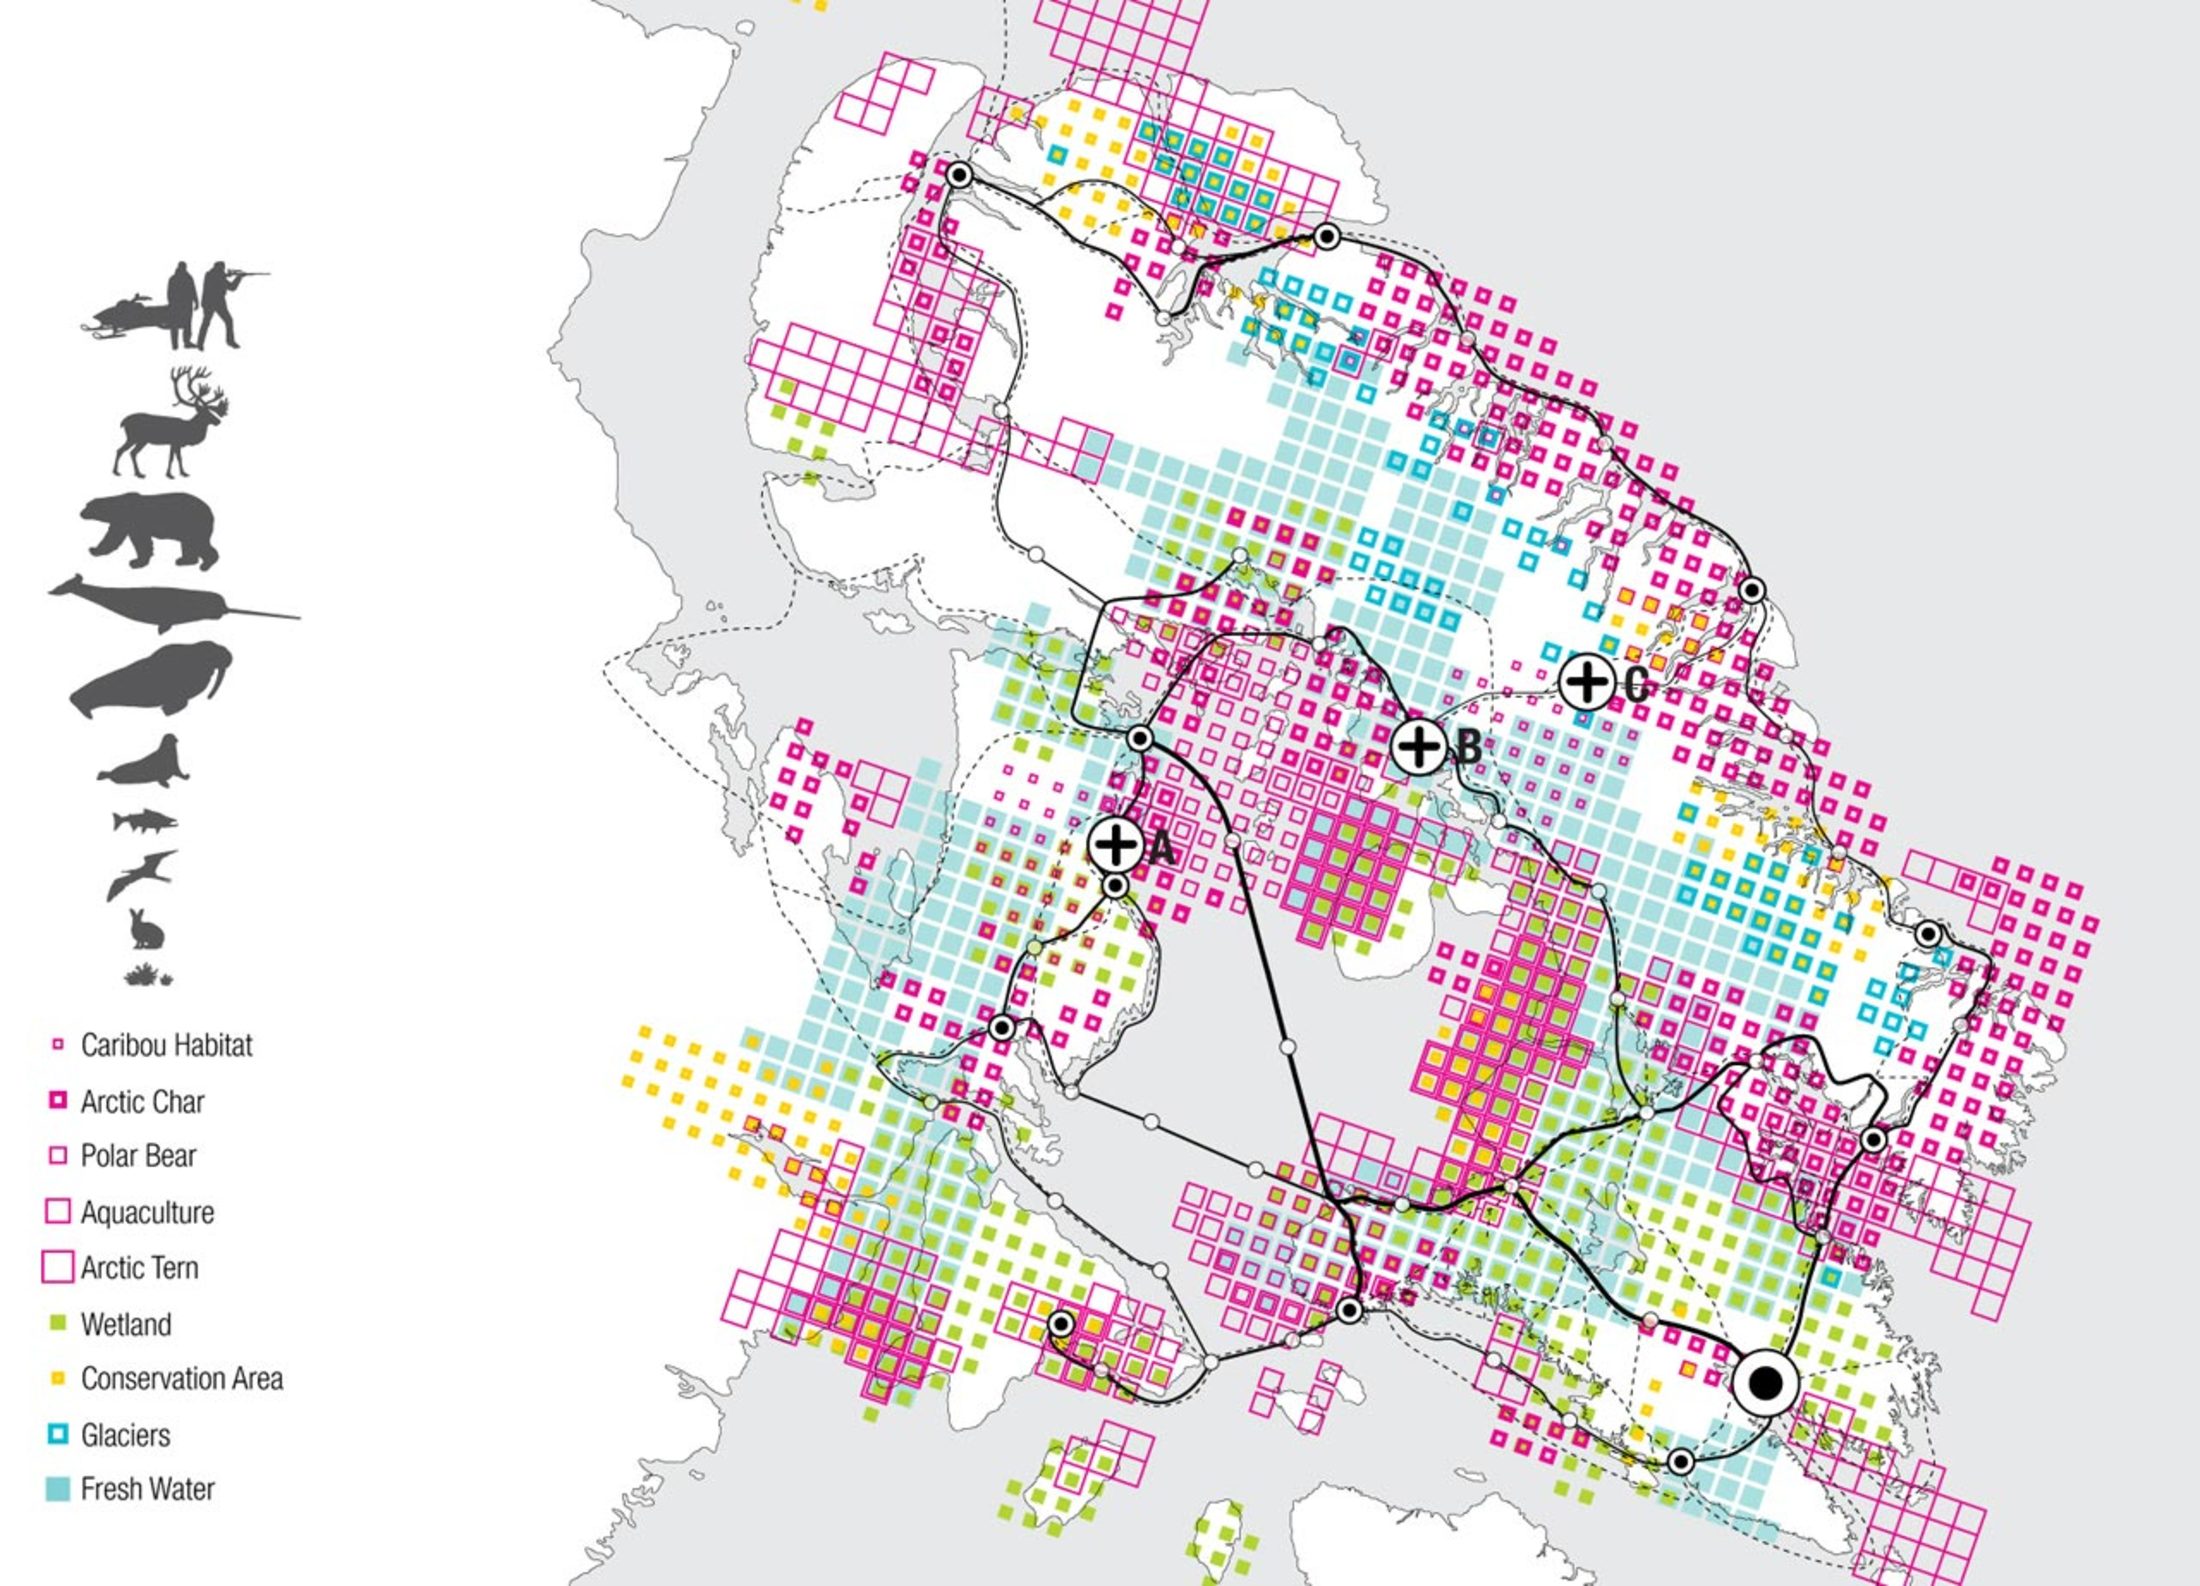 C
B
A
Caribou Habitat
Arctic Char
Polar Bear
Aquaculture
Arctic Tern
Wetland
Conservation Area
Glaciers
Fresh Water